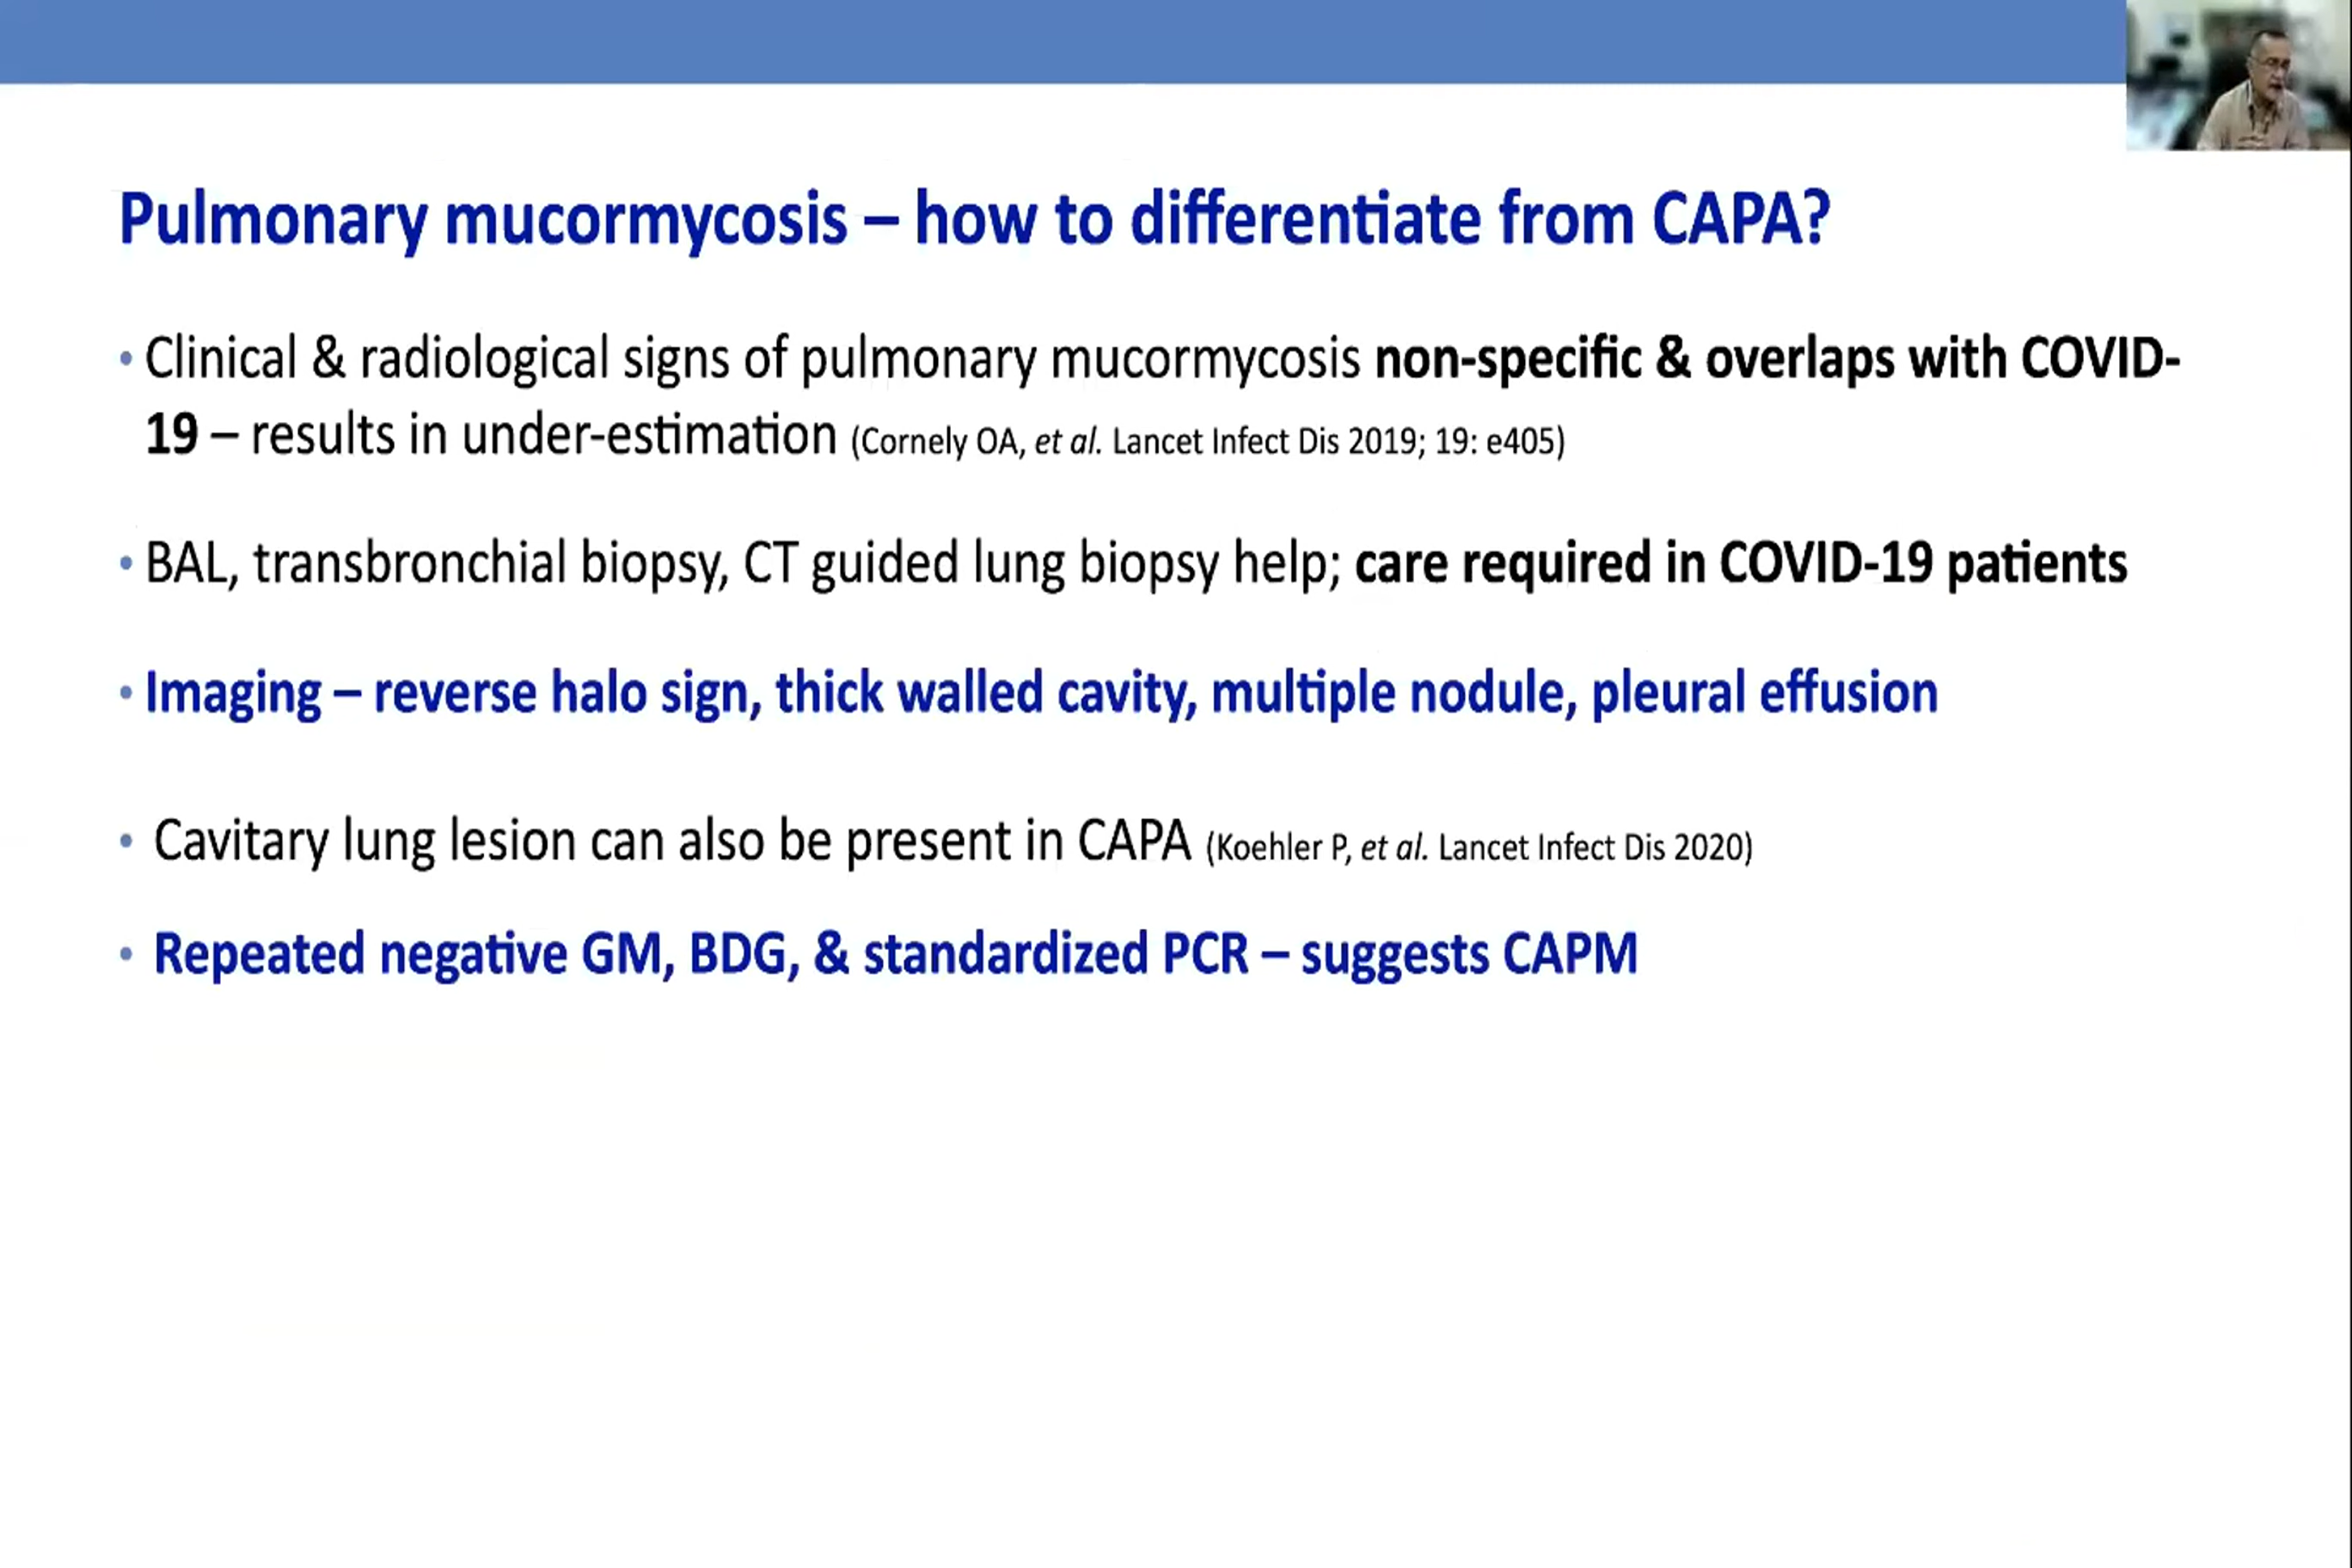 Pulmonary mucormycosis – how to differentiate from CAPA?
• Clinical & radiological signs of pulmonary mucormycosis non-specific & overlaps with COVID-
19 – results in under-estimation (Cornely OA, et al. Lancet Infect Dis 2019; 19: e405)
• BAL, transbronchial biopsy, CT guided lung biopsy help; care required in COVID-19 patients
• Imaging – reverse halo sign, thick walled cavity, multiple nodule, pleural effusion
• Cavitary lung lesion can also be present in CAPA (Koehler P, et al. Lancet Infect Dis 2020)
• Repeated negative GM, BDG, & standardized PCR – suggests CAPM